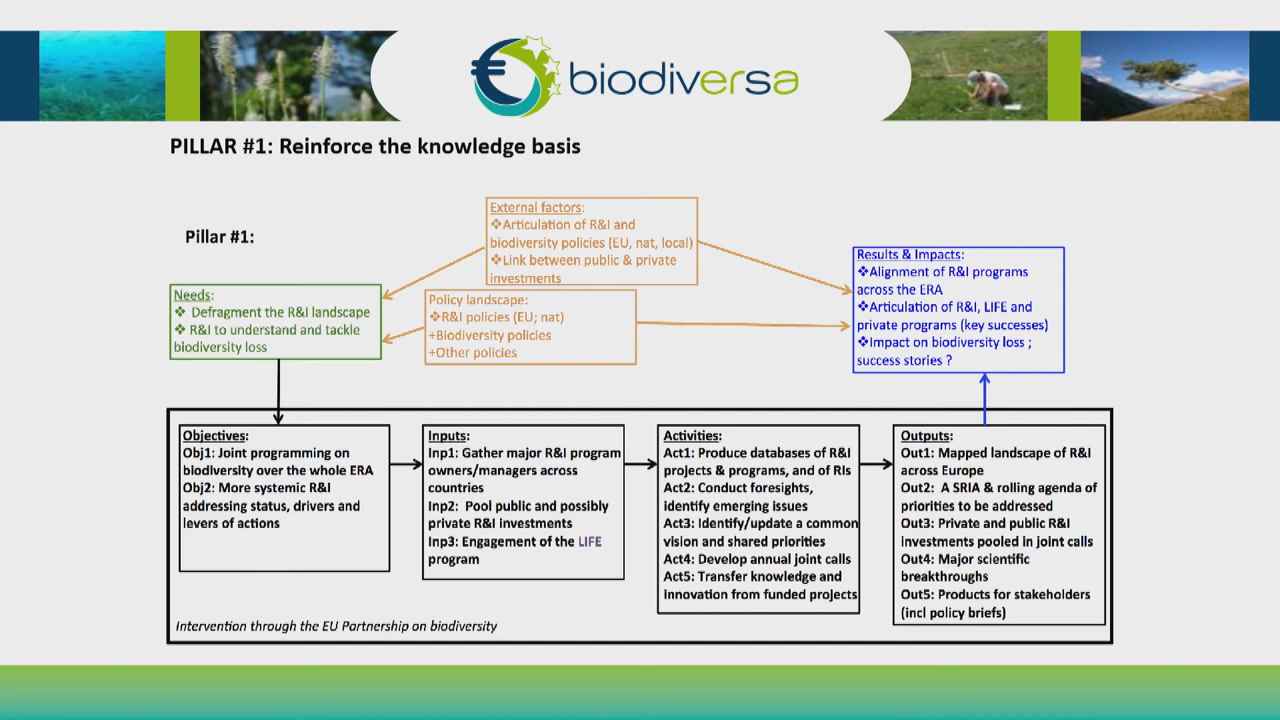 biodiversa
PILLAR #1: Reinforce the knowledge basis
Pillar #1:
External factors:
❖Articulation of R&I and
biodiversity policies (EU, nat, local)
❖Link between public & private
investments
Needs:
❖ Defragment the R&I landscape
❖ R&I to understand and tackle
biodiversity loss
Policy landscape:
❖R&I policies (EU; nat)
+Biodiversity policies
+Other policies
Results & Impacts:
❖Alignment of R&I programs
across the ERA
❖Articulation of R&I, LIFE and
private programs (key successes)
❖Impact on biodiversity loss ;
success stories ?
Objectives:
Obj1: Joint programming on
biodiversity over the whole ERA
Obj2: More systemic R&I
addressing status, drivers and
levers of actions
Inputs:
Inp1: Gather major R&I program
owners/managers across
countries
Inp2: Pool public and possibly
private R&I investments
Inp3: Engagement of the LIFE
program
Activities:
Act1: Produce databases of R&I
projects & programs, and of RIs
Act2: Conduct foresights,
identify emerging issues
Act3: Identify/update a common
vision and shared priorities
Act4: Develop annual joint calls
Act5: Transfer knowledge and
innovation from funded projects
Outputs:
Out1: Mapped landscape of R&I
across Europe
Out2: A SRIA & rolling agenda of
priorities to be addressed
Out3: Private and public R&I
investments pooled in joint calls
Out4: Major scientific
breakthroughs
Out5: Products for stakeholders
(incl policy briefs)
Intervention through the EU Partnership on biodiversity